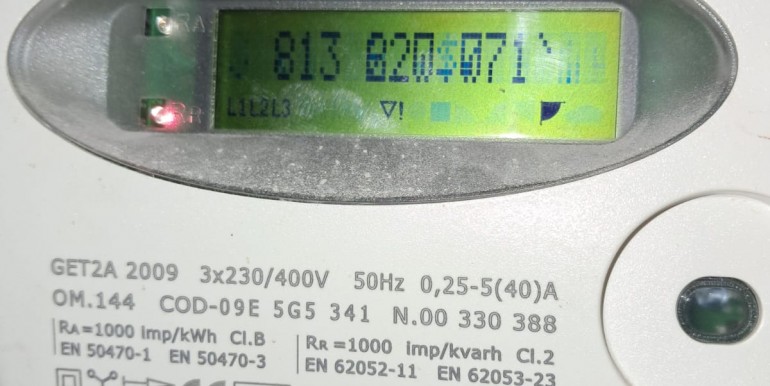 RA
813 820 071
RR
L1L2L3 !
GET2A 2009 3x230/400V 50Hz 0,25-5(40)A
OM.144 COD-09E 5G5 341 N.00 330 388
RA=1000 imp/kWh Cl.B
EN 50470-1 EN 50470-3
RR=1000 imp/kvarh Cl.2
EN 62052-11 EN 62053-23